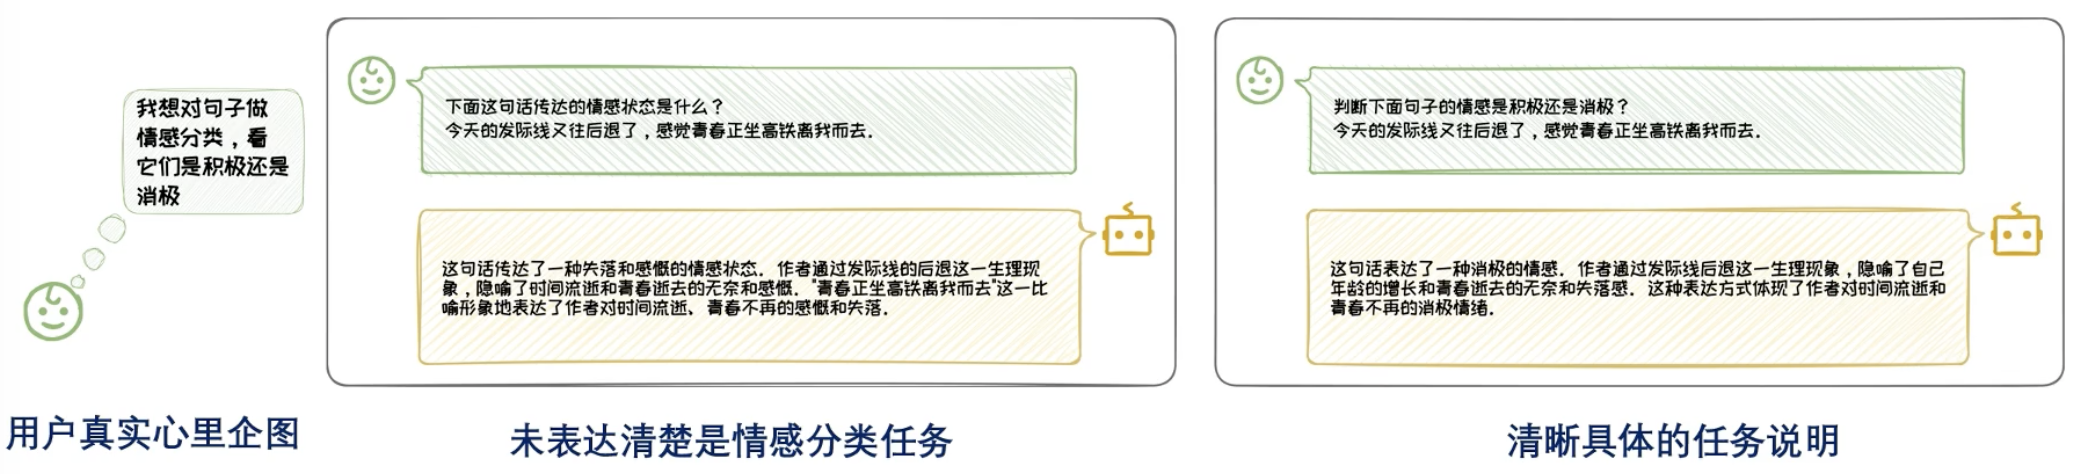 我想对句子做
情感分类，看
它们是积极还是
消极
用户真实心里企图
下面这句话传达的情感状态是什么？
今天的发际线又往后退了，感觉青春正坐高铁离我而去.
这句话传达了一种失落和感慨的情感状态. 作者通过发际线的后退这一生理现
象，隐喻了时间流逝和青春逝去的无奈和感慨. "青春正坐高铁离我而去"这一比
喻形象地表达了作者对时间流逝、青春不再的感慨和失落.
未表达清楚是情感分类任务
判断下面句子的情感是积极还是消极？
今天的发际线又往后退了，感觉青春正坐高铁离我而去.
这句话表达了一种消极的情感. 作者通过发际线后退这一生理现象，隐喻了自己
年龄的增长和青春逝去的无奈和失落感. 这种表达方式体现了作者对时间流逝和
青春不再的消极情绪.
清晰具体的任务说明